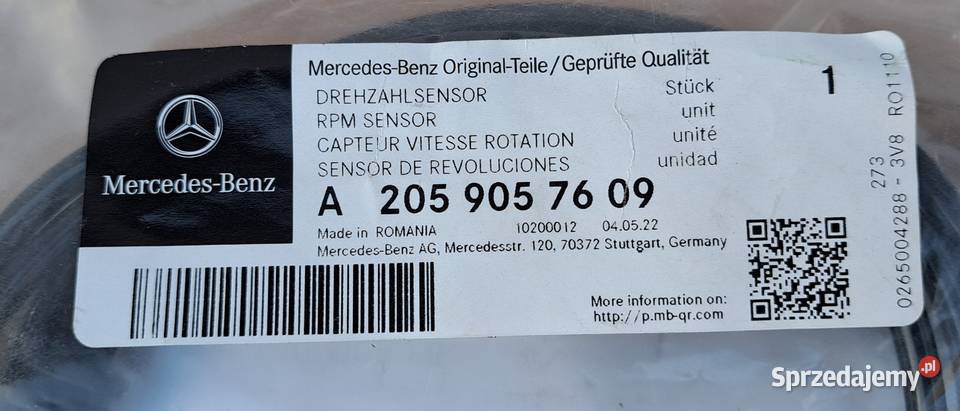 Mercedes-Benz
Mercedes-Benz Original-Teile/Geprüfte Qualität
DREHZAHLSENSOR
RPM SENSOR
CAPTEUR VITESSE ROTATION
SENSOR DE REVOLUCIONES
Stück
unit
unité
unidad
1
A 205 905 76 09
Made in ROMANIA 10200012 04.05.22
Mercedes-Benz AG, Mercedesstr. 120, 70372 Stuttgart, Germany
More information on:
http://p.mb-qr.com
273
0265004288 - 3V8 RO1110
Sprzedajemy.pl